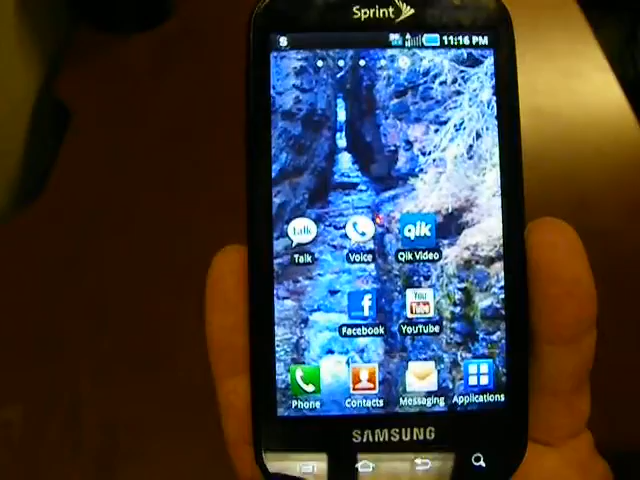 Sprint
S 3G 11:16 PM
talk qik
Talk Voice Qik Video
f You Tube
Facebook YouTube
Phone Contacts Messaging Applications
SAMSUNG